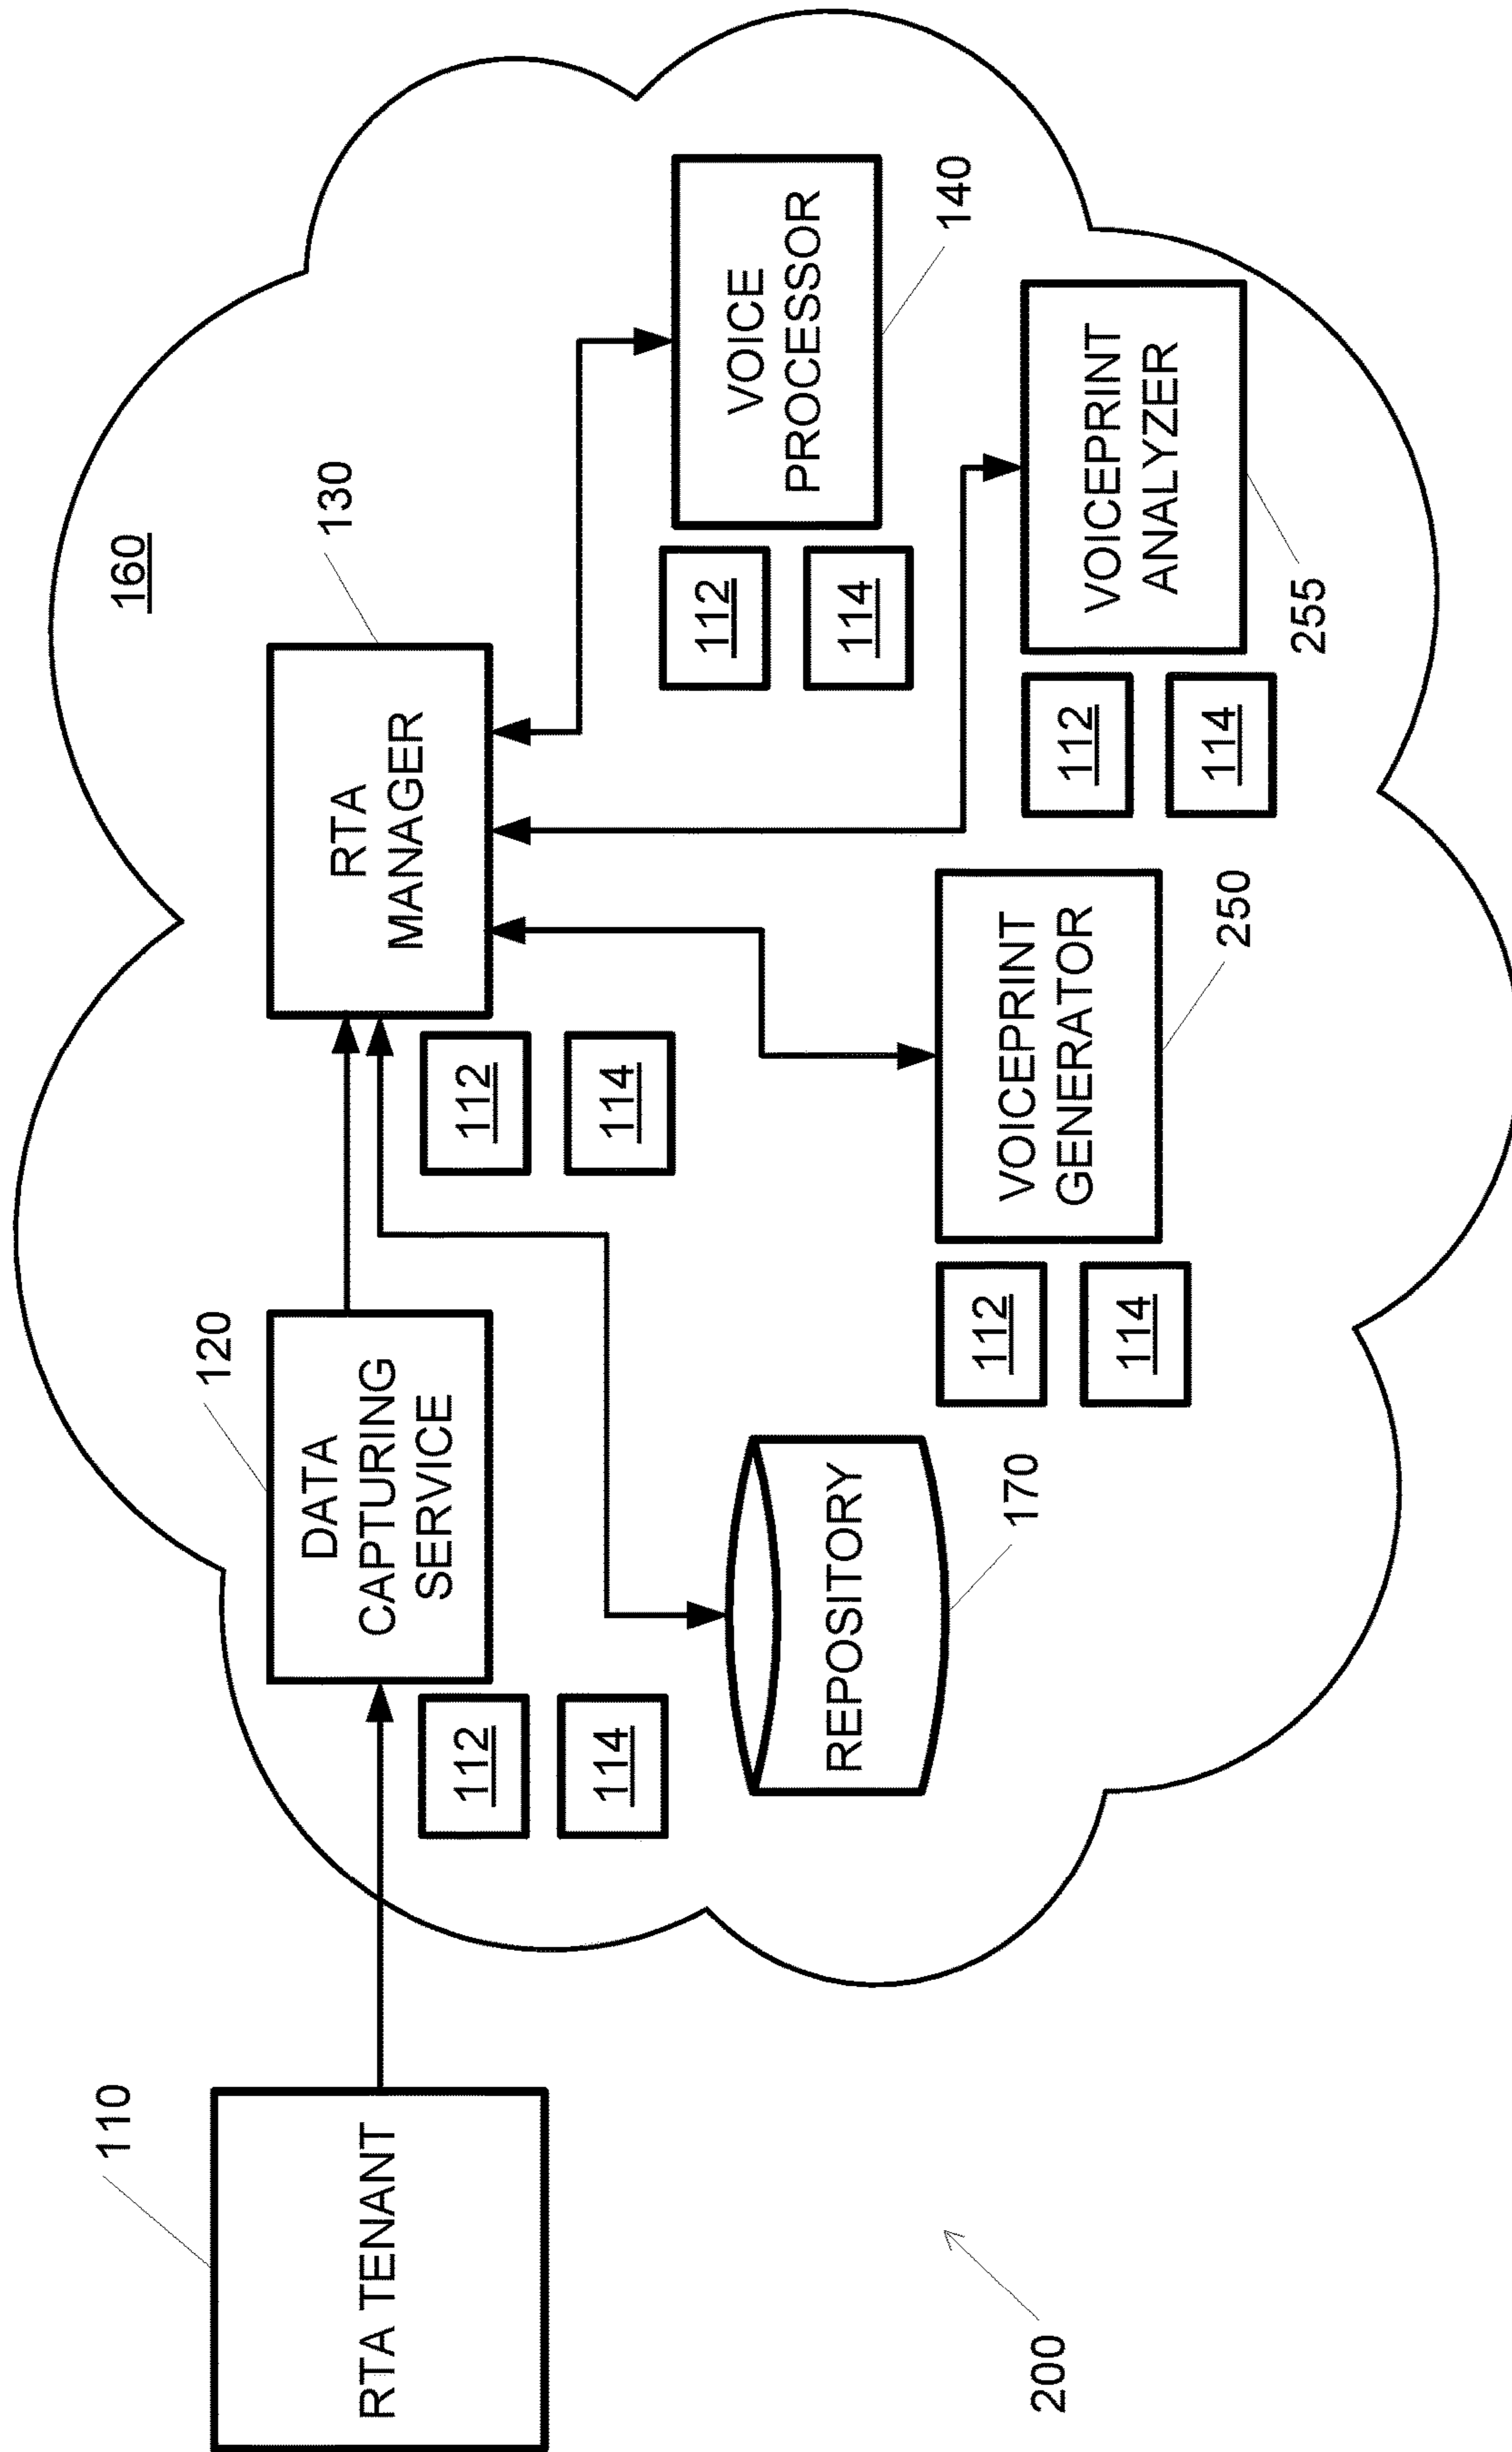 160
110
RTA TENANT
120
DATA
CAPTURING
SERVICE
130
RTA
MANAGER
112
114
112
114
REPOSITORY
170
VOICE
PROCESSOR
140
112
114
VOICEPRINT
GENERATOR
250
112
114
VOICEPRINT
ANALYZER
255
112
114
200